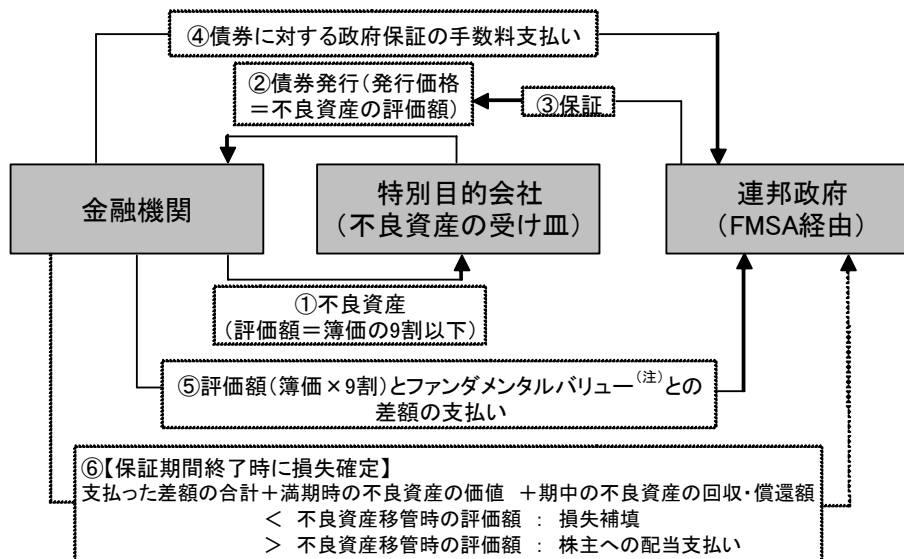 ④債券に対する政府保証の手数料支払い
②債券発行(発行価格
=不良資産の評価額)
③保証
金融機関
特別目的会社
(不良資産の受け皿)
連邦政府
(FMSA経由)
①不良資産
(評価額=簿価の9割以下)
⑤評価額(簿価×9割)とファンダメンタルバリュー(注)との
差額の支払い
⑥【保証期間終了時に損失確定】
支払った差額の合計+満期時の不良資産の価値 +期中の不良資産の回収・償還額
< 不良資産移管時の評価額 : 損失補填
> 不良資産移管時の評価額 : 株主への配当支払い